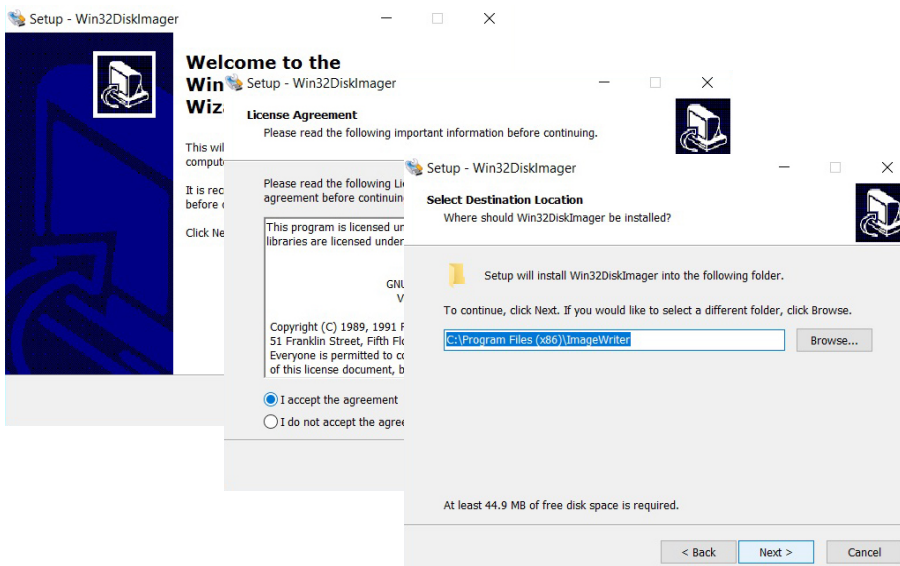 Setup - Win32DiskImager
Welcome to the
Win
Wiz
This wil
compute
It is rec
before
Click Ne
Setup - Win32DiskImager
License Agreement
Please read the following important information before continuing.
Please read the following Li
agreement before continuin
This program is licensed un
libraries are licensed under
GNU
V
Copyright (C) 1989, 1991 F
51 Franklin Street, Fifth Flo
Everyone is permitted to co
of this license document, b
I accept the agreement
I do not accept the agree
Setup - Win32DiskImager
Select Destination Location
Where should Win32DiskImager be installed?
Setup will install Win32DiskImager into the following folder.
To continue, click Next. If you would like to select a different folder, click Browse.
C:\Program Files (x86)\ImageWriter
Browse...
At least 44.9 MB of free disk space is required.
< Back
Next >
Cancel